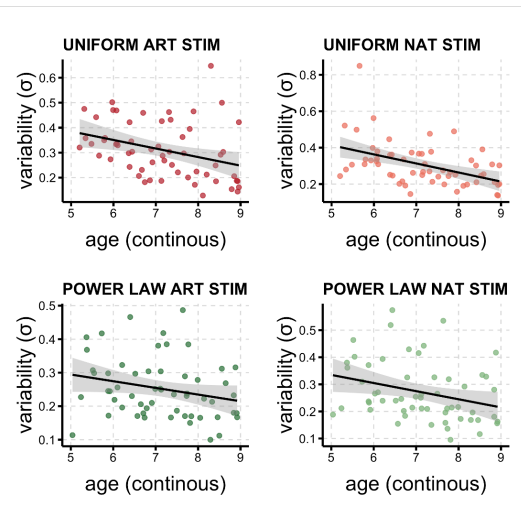 UNIFORM ART STIM
variability (σ)
0.6
0.5
0.4
0.3
0.2
5 6 7 8 9
age (continous)
UNIFORM NAT STIM
variability (σ)
0.8
0.6
0.4
0.2
5 6 7 8 9
age (continous)
POWER LAW ART STIM
variability (σ)
0.5
0.4
0.3
0.2
0.1
5 6 7 8 9
age (continous)
POWER LAW NAT STIM
variability (σ)
0.5
0.4
0.3
0.2
0.1
5 6 7 8 9
age (continous)